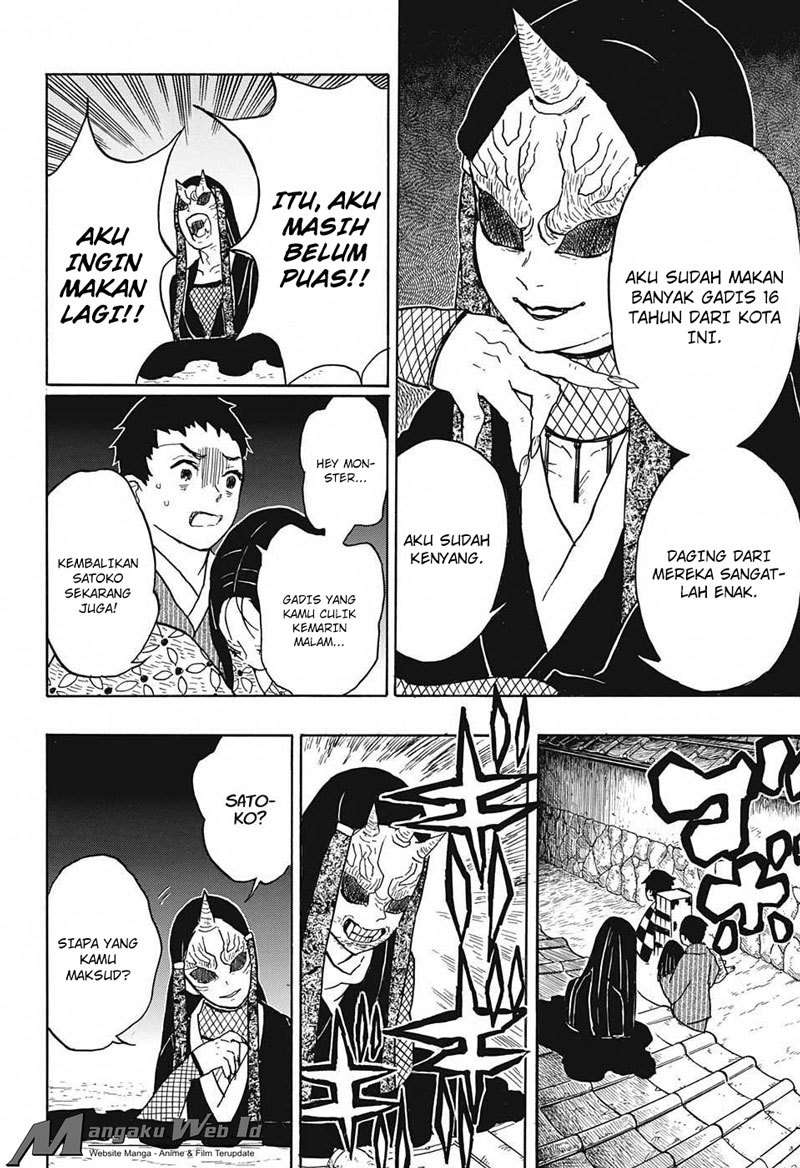 AKU SUDAH MAKAN
BANYAK GADIS 16
TAHUN DARI KOTA
INI.
DAGING DARI
MEREKA SANGAT-
LAH ENAK.
AKU SUDAH
KENYANG.
ITU, AKU
MASIH
BELUM
PUAS!!
AKU
INGIN
MAKAN
LAGI!!
HEY MON-
STER...
GADIS YANG
KAMU CULIK
KEMARIN
MALAM...
KEMBALIKAN
SATOKO
SEKARANG
JUGA!
SATO-
KO?
SIAPA YANG
KAMU
MAKSUD?
Mangaku Web Id
Website Manga - Anime & Film Terupdate